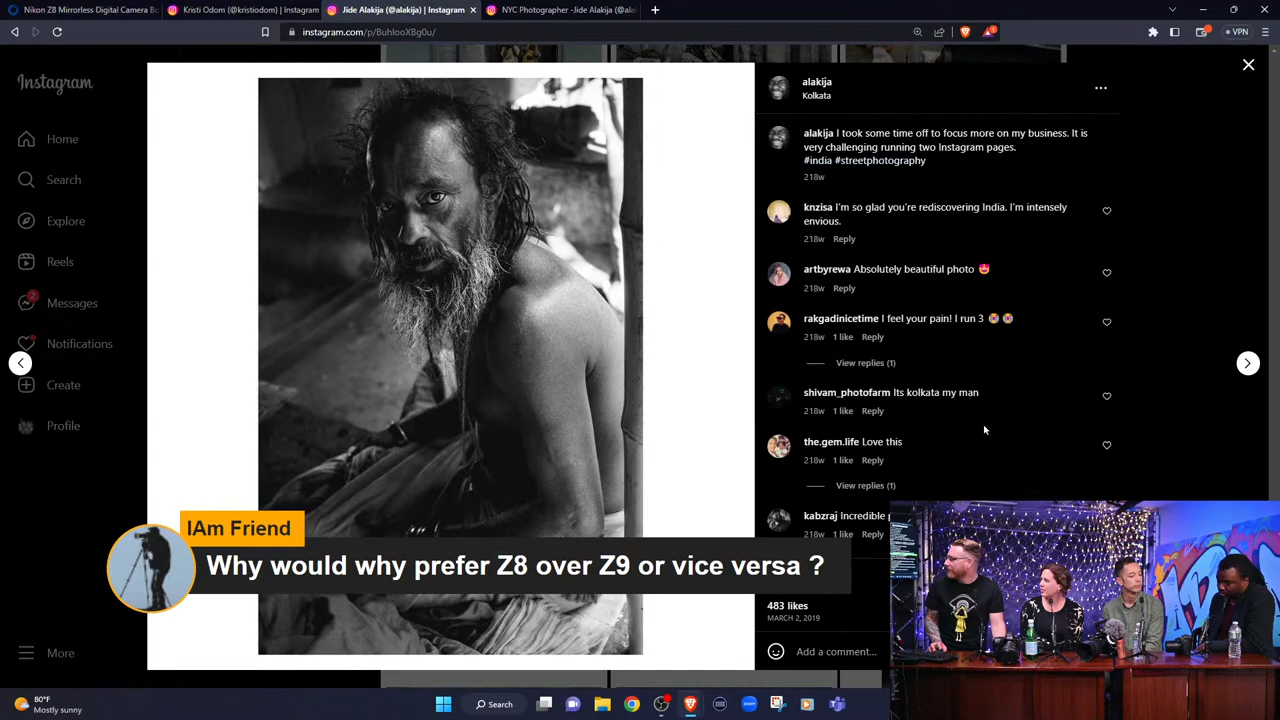 Nikon Z8 Mirrorless Digital Camera Bo
Kristi Odom (@kristiodom) | Instagram
Jide Alakija (@alakija) | Instagram
NYC Photographer -Jide Alakija (@ala
instagram.com/p/BuhlooXBg0u/
VPN
Instagram
Home
Search
Explore
Reels
2
Messages
Notifications
Create
Profile
More
alakija
Kolkata
alakija I took some time off to focus more on my business. It is
very challenging running two Instagram pages.
#india #streetphotography
218w
knzisa I'm so glad you're rediscovering India. I'm intensely
envious.
218w Reply
artbyrewa Absolutely beautiful photo 😍
218w Reply
rakgadinicetime I feel your pain! I run 3 😭 😭
218w 1 like Reply
View replies (1)
shivam_photofarm Its kolkata my man
218w 1 like Reply
the.gem.life Love this
218w 1 like Reply
View replies (1)
kabzraj Incredible
218w 1 like Reply
483 likes
MARCH 2, 2019
Add a comment...
IAm Friend
Why would why prefer Z8 over Z9 or vice versa ?
80°F
Mostly sunny
Search